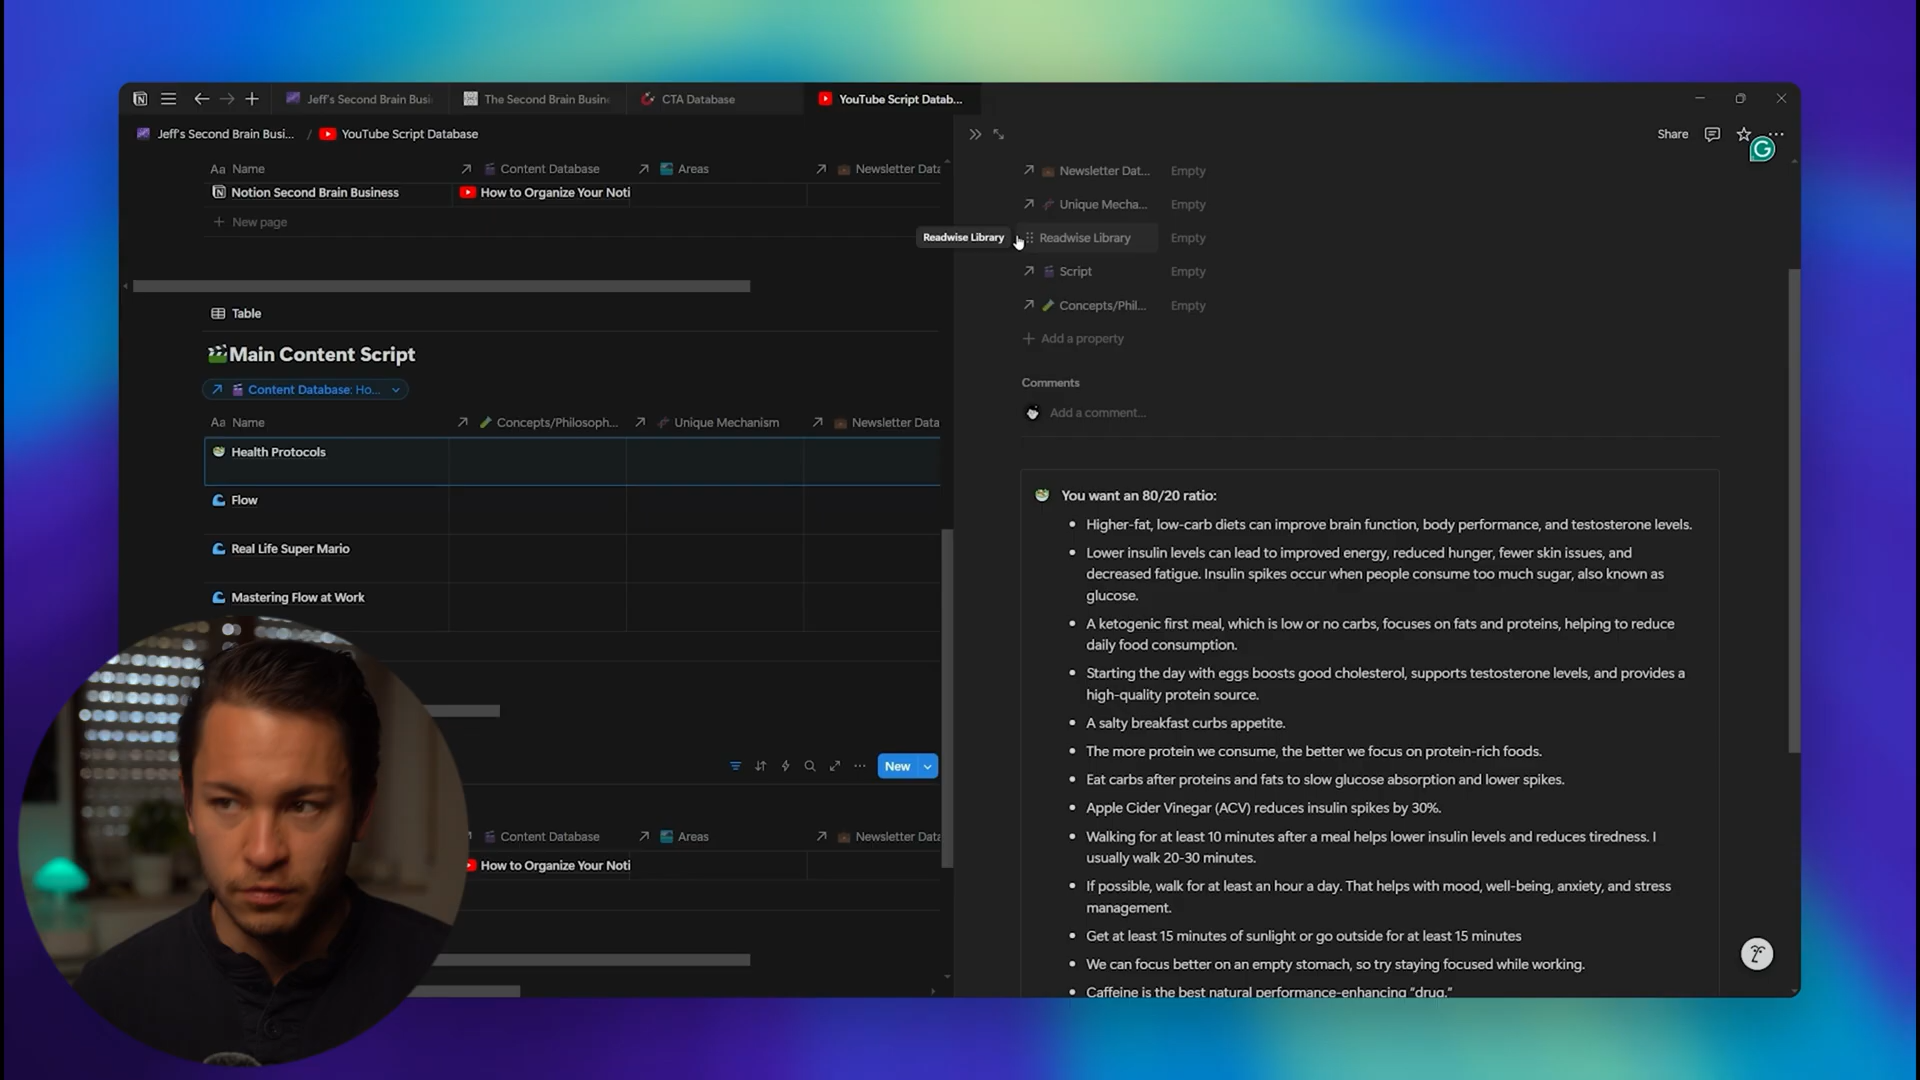 Jeff's Second Brain Busi
The Second Brain Busin
CTA Database
YouTube Script Datab...
Jeff's Second Brain Busi... / YouTube Script Database
Share
Aa Name
Content Database
Areas
Newsletter Data
Notion Second Brain Business
How to Organize Your Noti
New page
Table
Main Content Script
Content Database: Ho...
Aa Name
Concepts/Philosoph...
Unique Mechanism
Newsletter Data
Health Protocols
Flow
Real Life Super Mario
Mastering Flow at Work
New
Content Database
Areas
Newsletter Data
How to Organize Your Noti
Newsletter Dat... Empty
Unique Mecha... Empty
Readwise Library
Readwise Library Empty
Script Empty
Concepts/Phil... Empty
Add a property
Comments
Add a comment...
You want an 80/20 ratio:
• Higher-fat, low-carb diets can improve brain function, body performance, and testosterone levels.
• Lower insulin levels can lead to improved energy, reduced hunger, fewer skin issues, and
decreased fatigue. Insulin spikes occur when people consume too much sugar, also known as
glucose.
• A ketogenic first meal, which is low or no carbs, focuses on fats and proteins, helping to reduce
daily food consumption.
• Starting the day with eggs boosts good cholesterol, supports testosterone levels, and provides a
high-quality protein source.
• A salty breakfast curbs appetite.
• The more protein we consume, the better we focus on protein-rich foods.
• Eat carbs after proteins and fats to slow glucose absorption and lower spikes.
• Apple Cider Vinegar (ACV) reduces insulin spikes by 30%.
• Walking for at least 10 minutes after a meal helps lower insulin levels and reduces tiredness. I
usually walk 20-30 minutes.
• If possible, walk for at least an hour a day. That helps with mood, well-being, anxiety, and stress
management.
• Get at least 15 minutes of sunlight or go outside for at least 15 minutes
• We can focus better on an empty stomach, so try staying focused while working.
• Caffeine is the best natural performance-enhancing "drug."